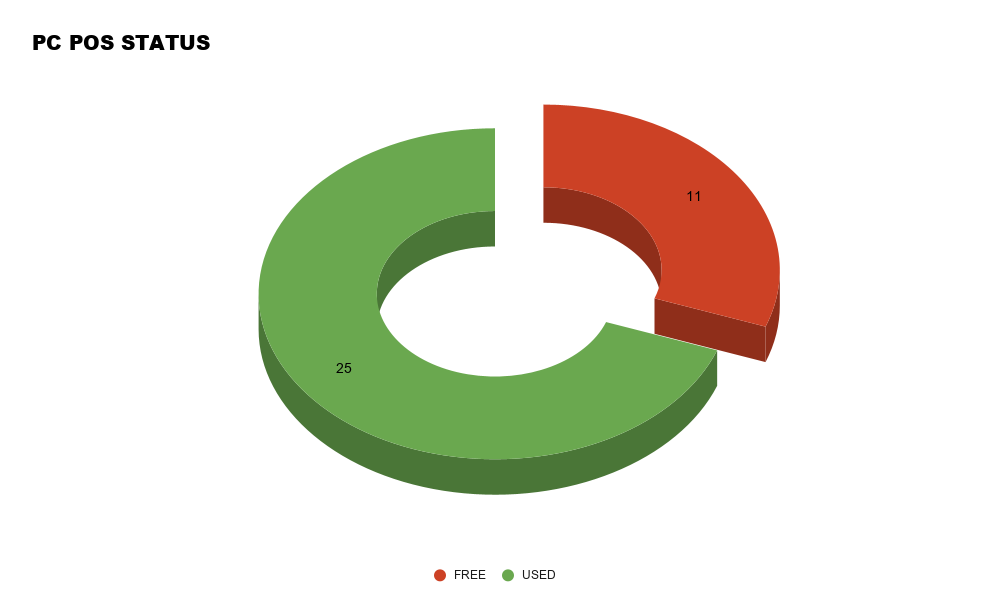 PC POS STATUS
11
25
FREE
USED